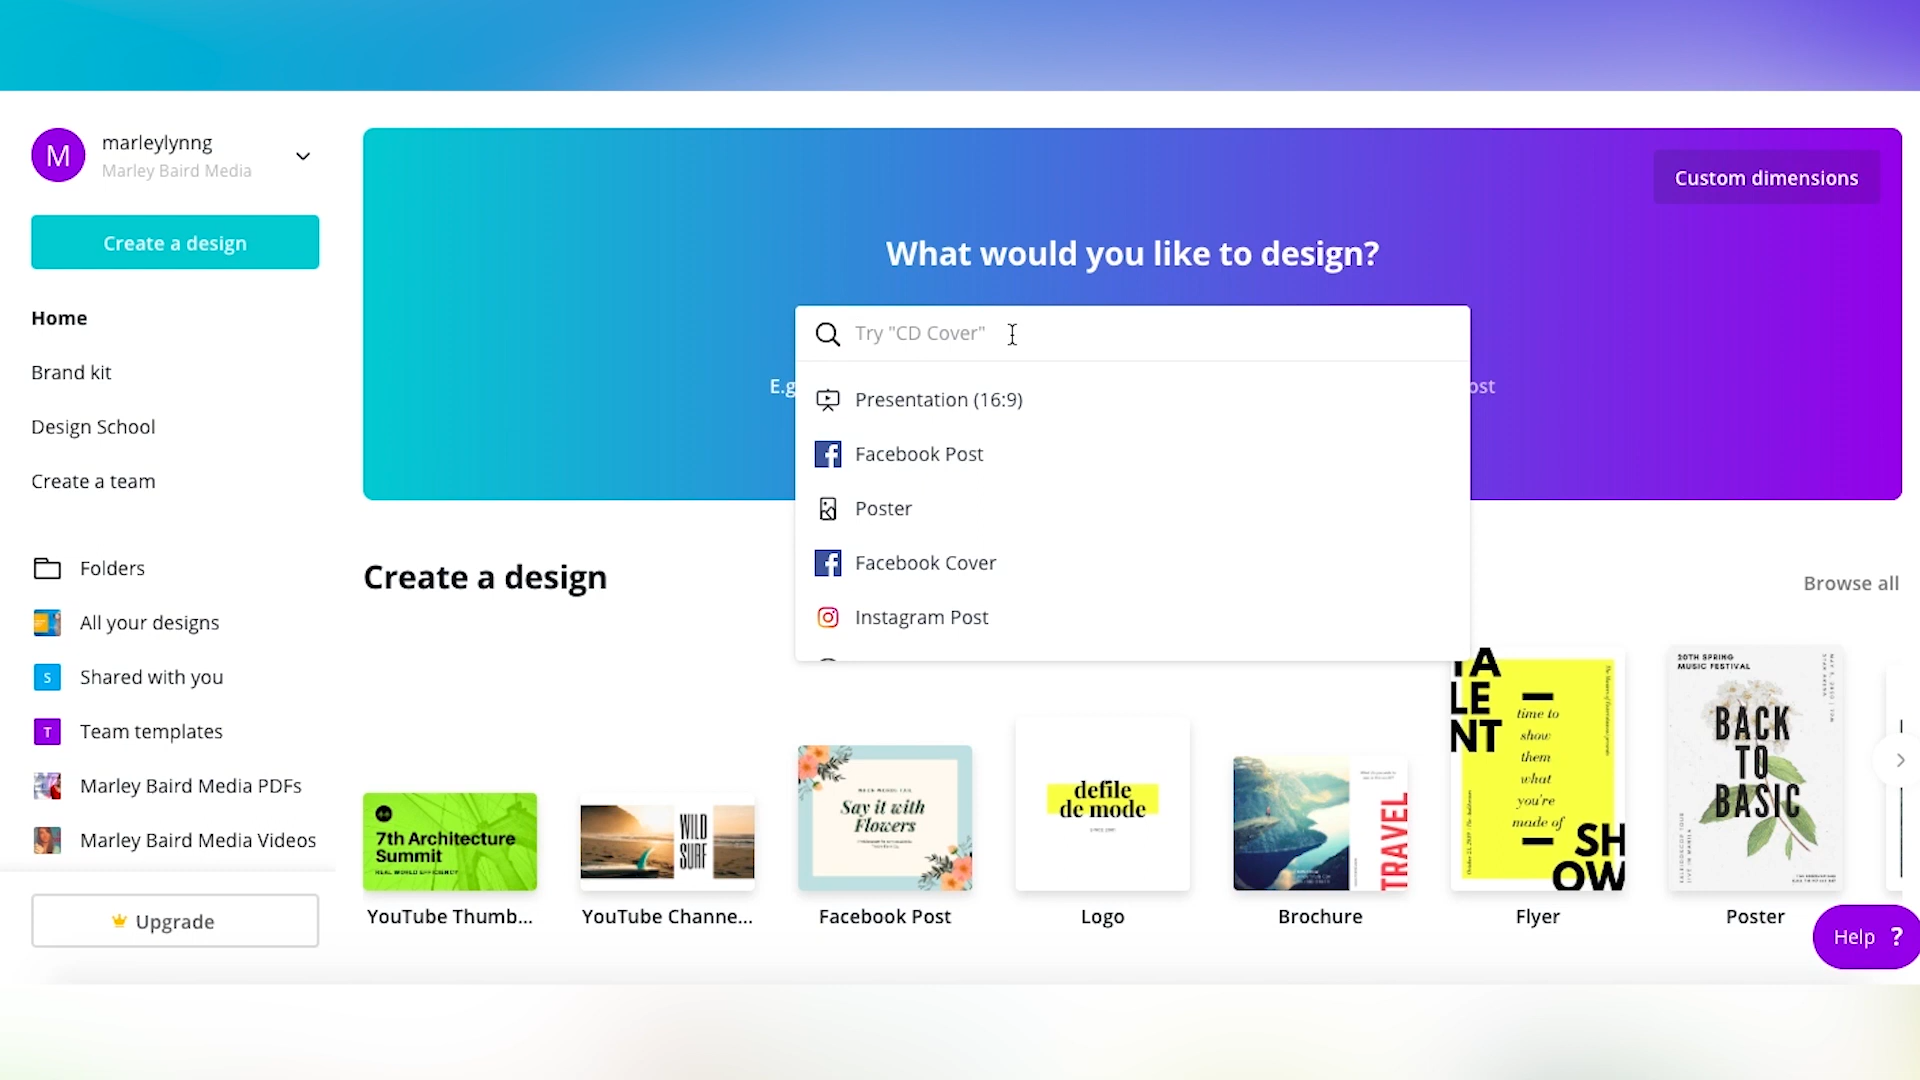 M
marleylynng
Marley Baird Media
Create a design
Home
Brand kit
Design School
Create a team
Folders
All your designs
S
Shared with you
T
Team templates
Marley Baird Media PDFs
Marley Baird Media Videos
Upgrade
Custom dimensions
What would you like to design?
Try "CD Cover"
E.g
ost
Presentation (16:9)
Facebook Post
Poster
Facebook Cover
Instagram Post
Create a design
Browse all
7th Architecture
Summit
REAL WORLD EFFICIENCY
YouTube Thumb...
WILD
SURF
YouTube Channe...
Say it with
Flowers
Facebook Post
defile
de mode
Logo
TRAVEL
Brochure
TA
LE
NT
time to
show
them
what
you're
made of
SH
OW
Flyer
20TH SPRING
MUSIC FESTIVAL
BACK
TO
BASIC
Poster
Help ?